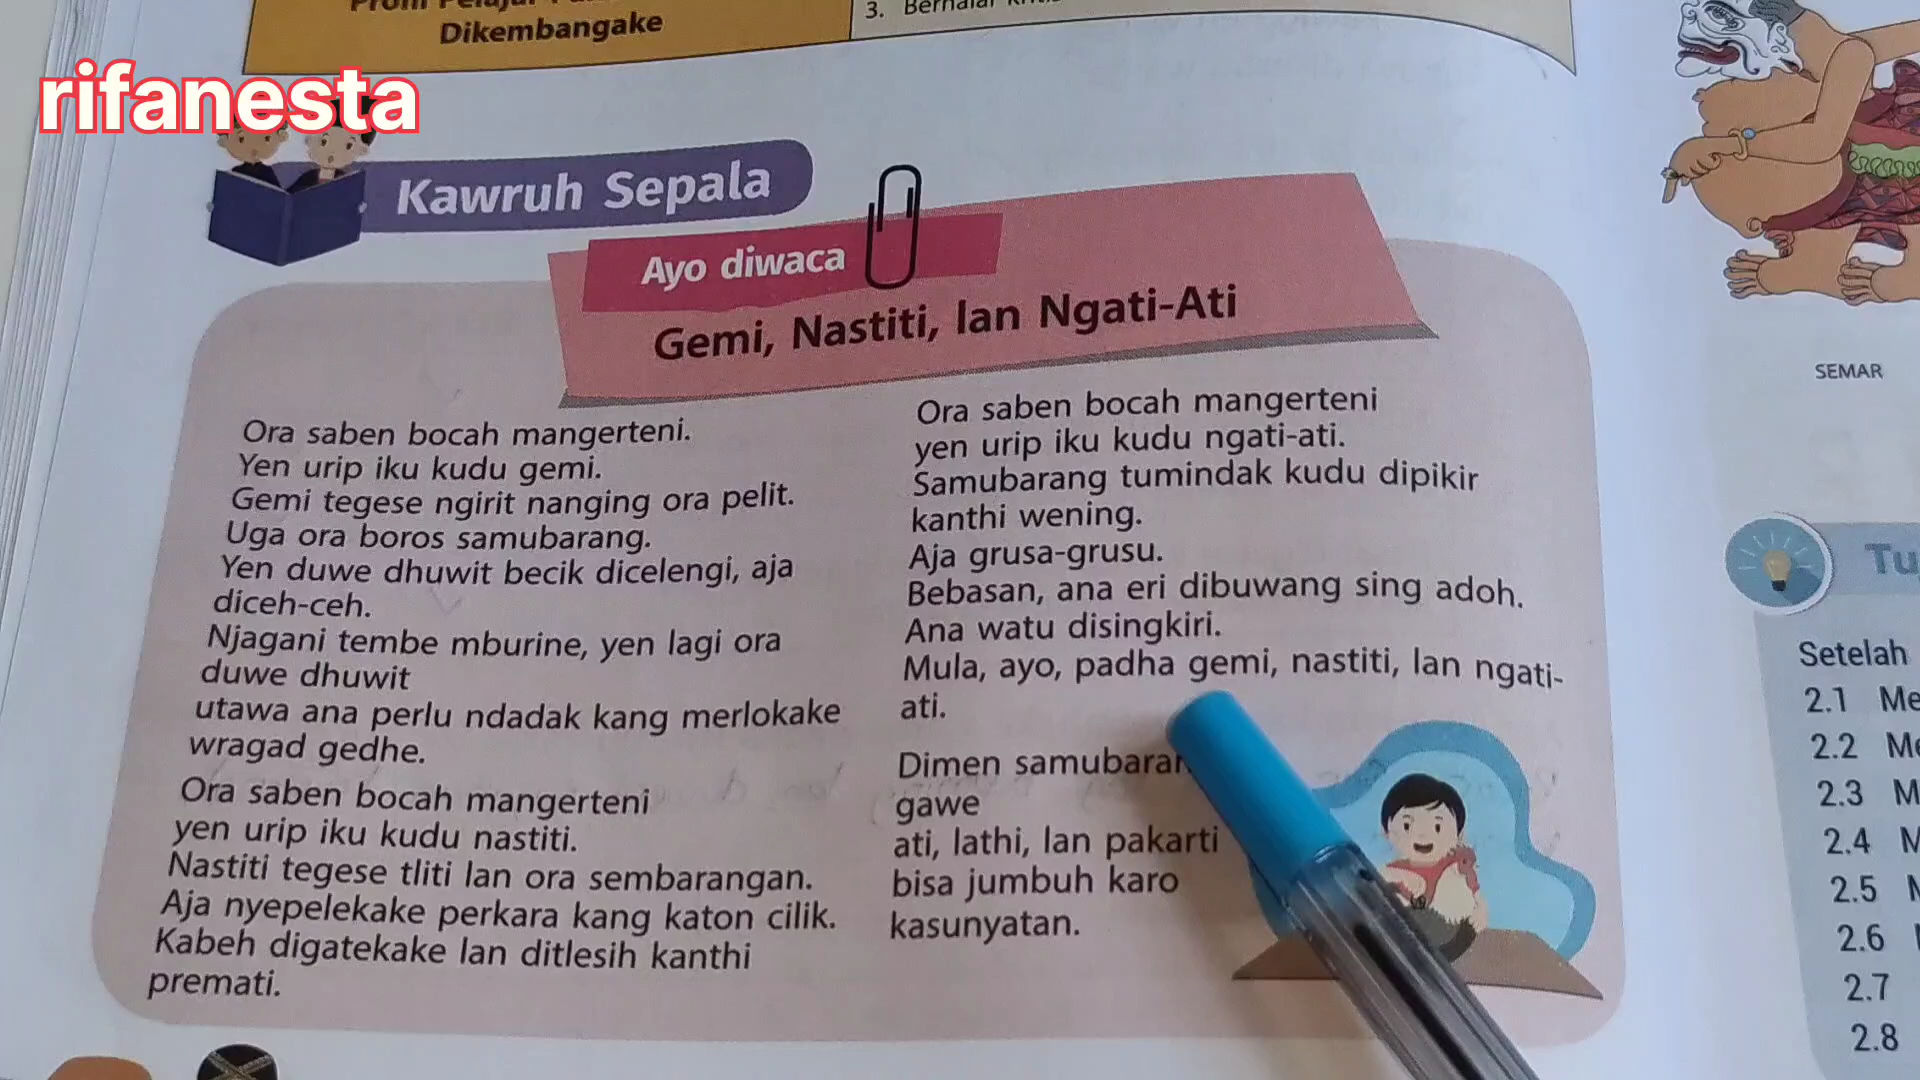 Dikembangake
3. Bernalar
rifanesta
Kawruh Sepala
Ayo diwaca
Gemi, Nastiti, lan Ngati-Ati
Ora saben bocah mangerteni.
Yen urip iku kudu gemi.
Gemi tegese ngirit nanging ora pelit.
Uga ora boros samubarang.
Yen duwe dhuwit becik dicelengi, aja
diceh-ceh.
Njagani tembe mburine, yen lagi ora
duwe dhuwit
utawa ana perlu ndadak kang merlokake
wragad gedhe.
Ora saben bocah mangerteni
yen urip iku kudu nastiti.
Nastiti tegese tliti lan ora sembarangan.
Aja nyepelekake perkara kang katon cilik.
Kabeh digatekake lan ditlesih kanthi
premati.
Ora saben bocah mangerteni
yen urip iku kudu ngati-ati.
Samubarang tumindak kudu dipikir
kanthi wening.
Aja grusa-grusu.
Bebasan, ana eri dibuwang sing adoh.
Ana watu disingkiri.
Mula, ayo, padha gemi, nastiti, lan ngati-
ati.
Dimen
gawe
ati, lathi, lan pakarti
bisa jumbuh karo
kasunyatan.
SEMAR
Setelah
2.1
2.2
2.3
2.4
2.5
2.6
2.7
2.8